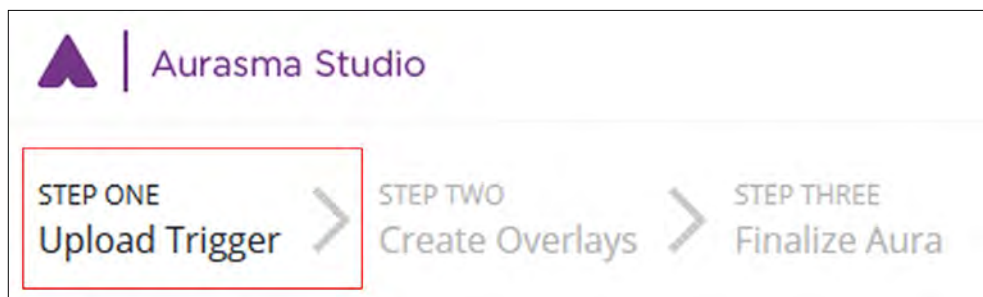 Aurasma Studio
STEP ONE
Upload Trigger
STEP TWO
Create Overlays
STEP THREE
Finalize Aura